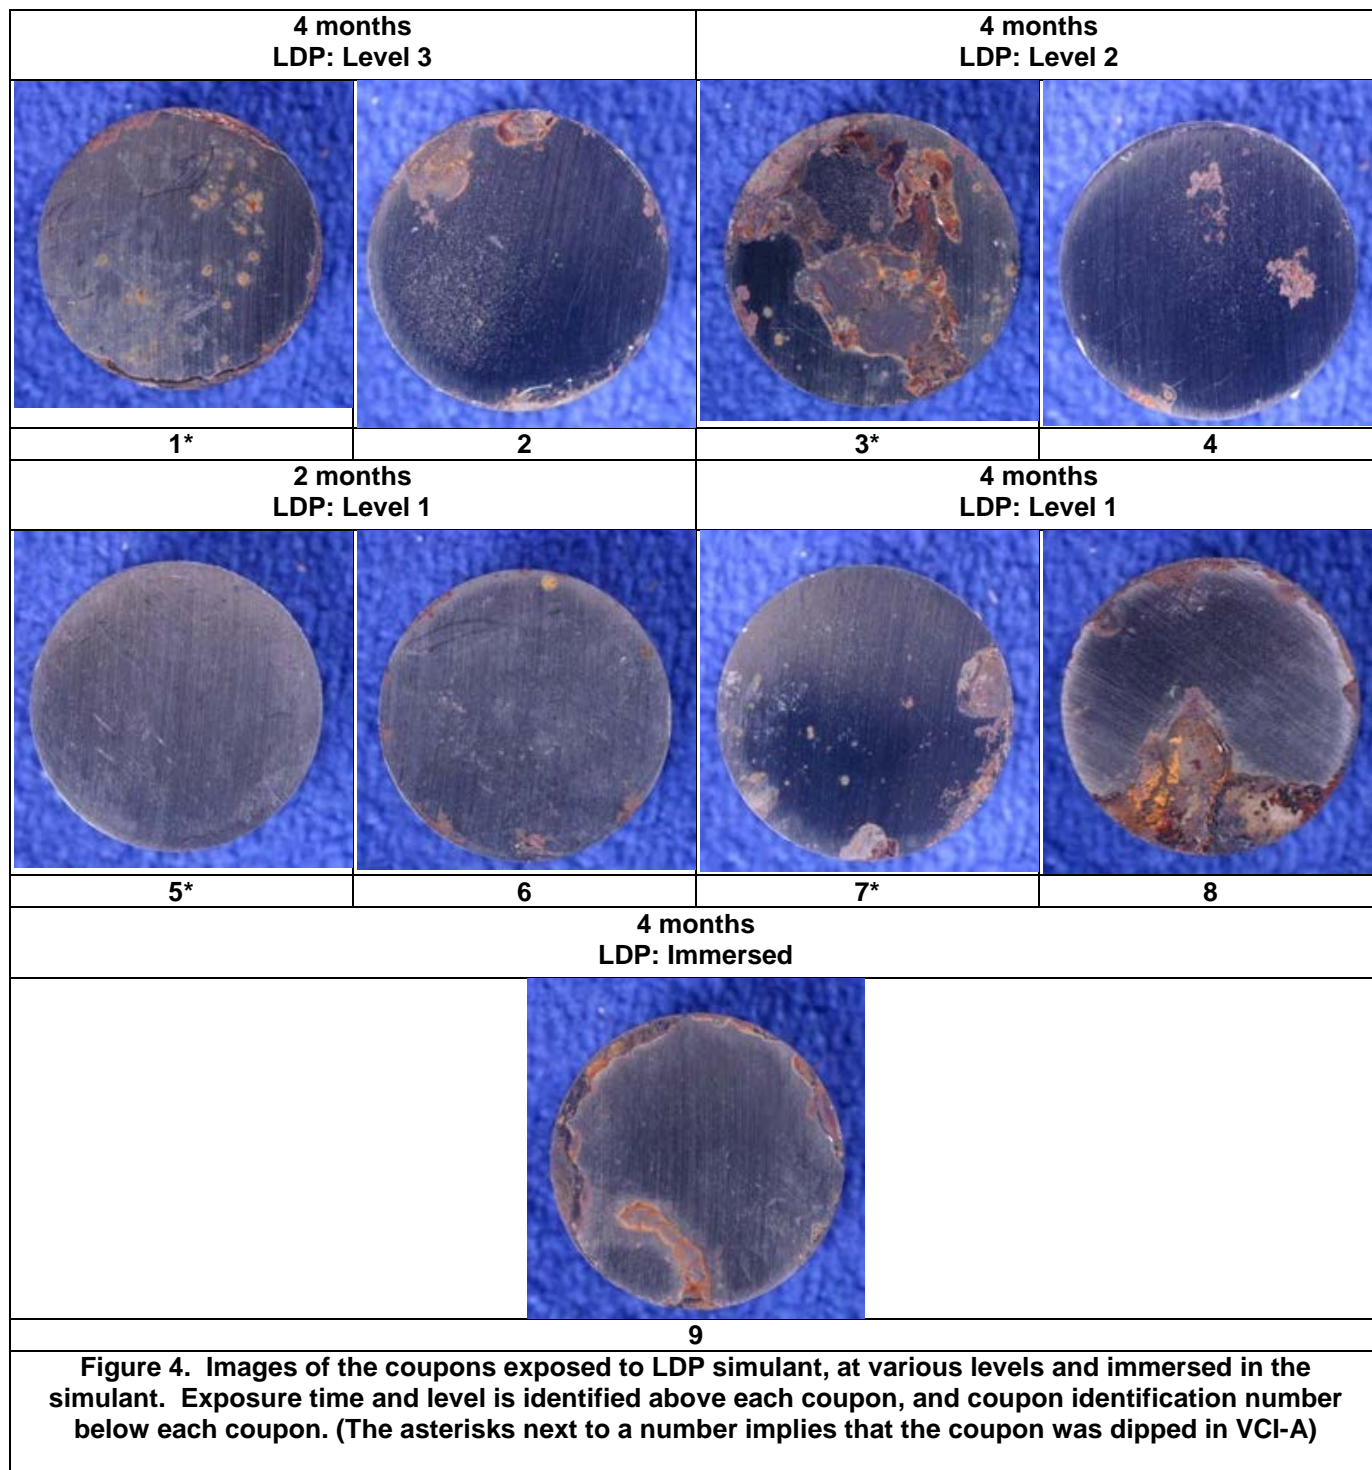 4 months
LDP: Level 3
4 months
LDP: Level 2
1*
2
3*
4
2 months
LDP: Level 1
4 months
LDP: Level 1
5*
6
7*
8
4 months
LDP: Immersed
9
Figure 4. Images of the coupons exposed to LDP simulant, at various levels and immersed in the
simulant. Exposure time and level is identified above each coupon, and coupon identification number
below each coupon. (The asterisks next to a number implies that the coupon was dipped in VCI-A)